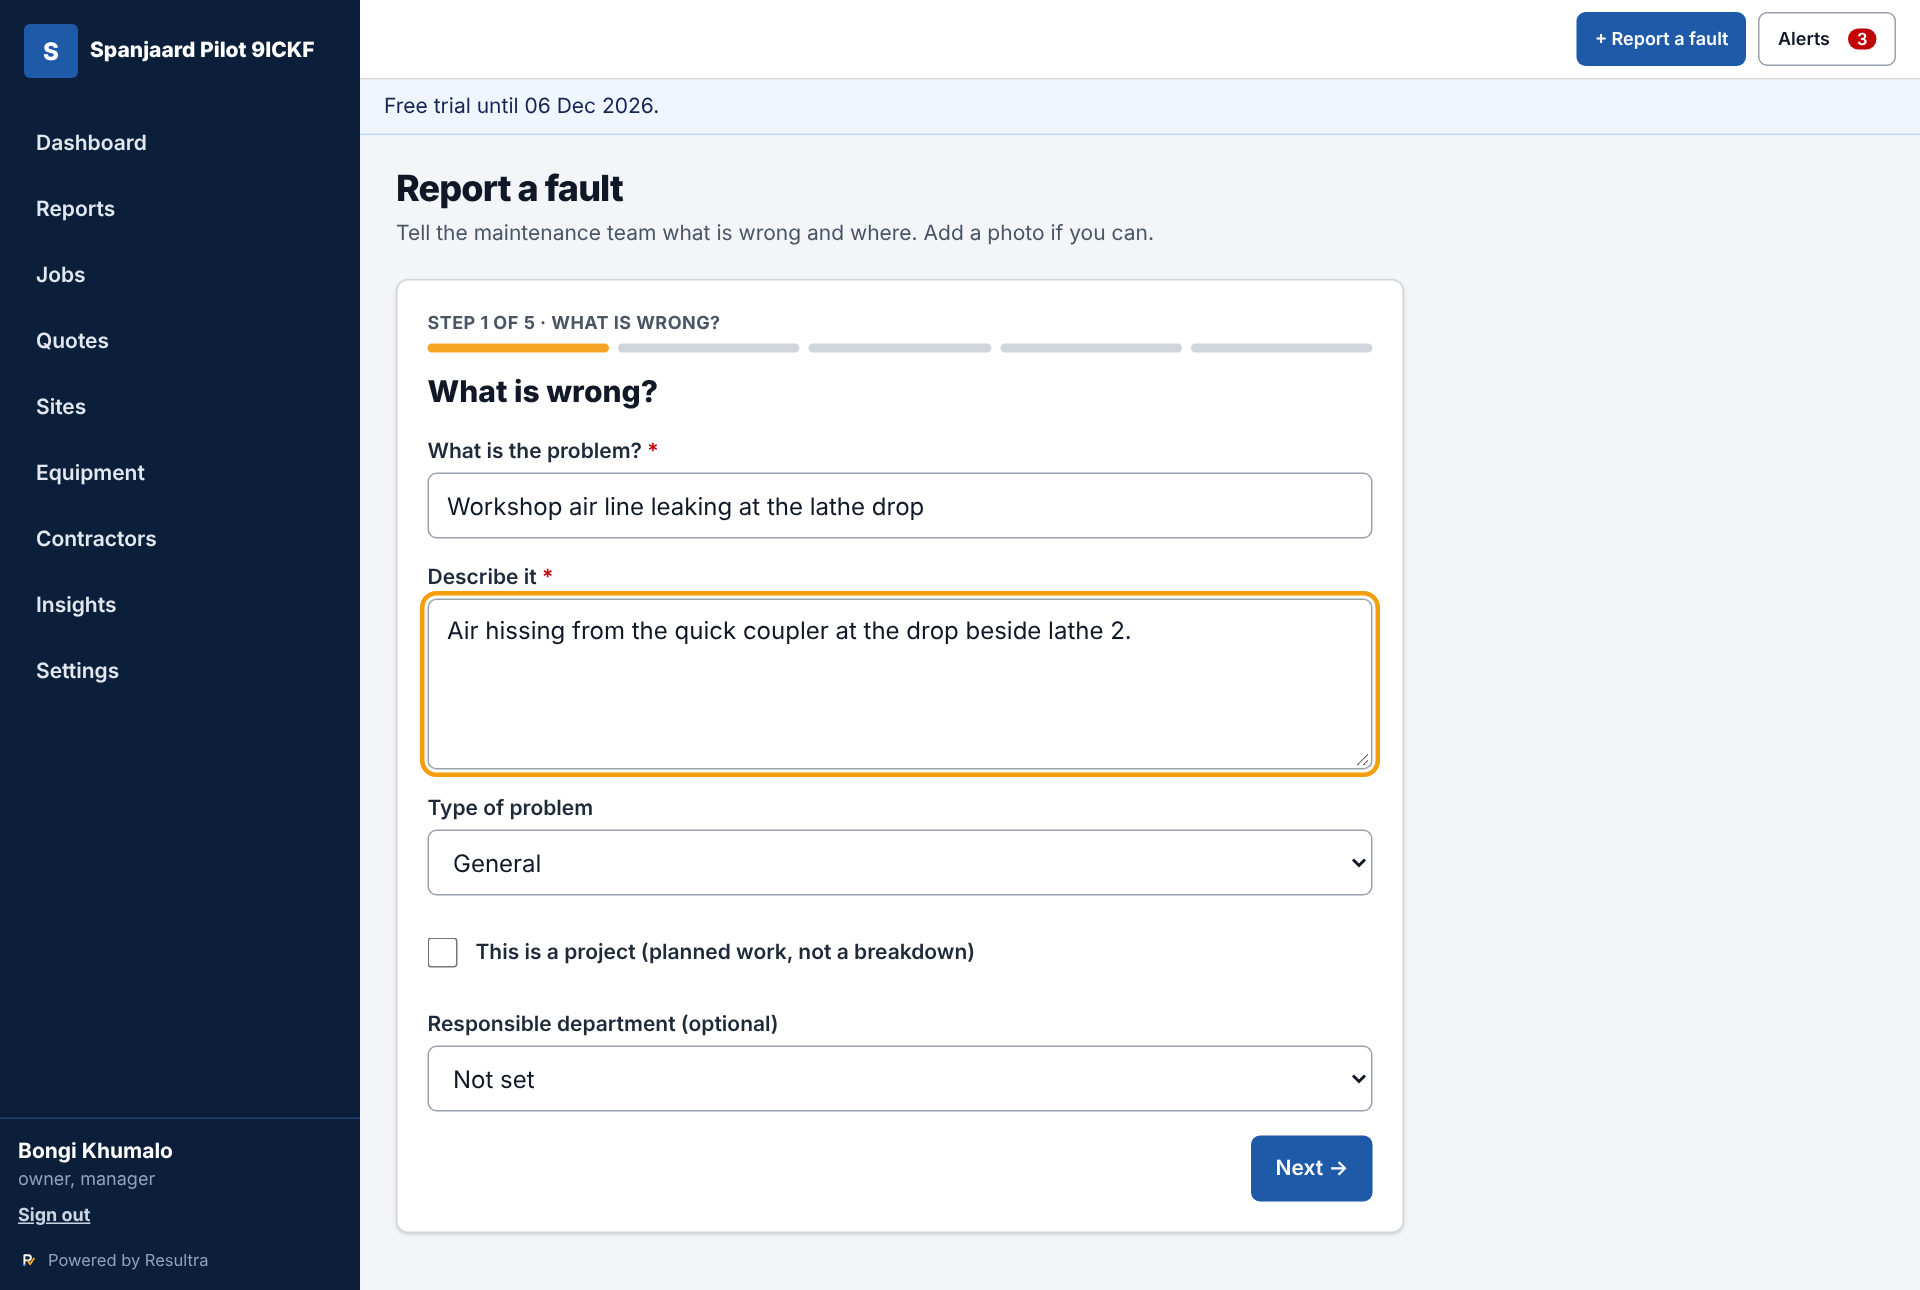 S
Spanjaard Pilot 9ICKF
Dashboard
Reports
Jobs
Quotes
Sites
Equipment
Contractors
Insights
Settings
Bongi Khumalo
owner, manager
Sign out
Powered by Resultra
+ Report a fault
Alerts 3
Free trial until 06 Dec 2026.
Report a fault
Tell the maintenance team what is wrong and where. Add a photo if you can.
STEP 1 OF 5 · WHAT IS WRONG?
What is wrong?
What is the problem? *
Workshop air line leaking at the lathe drop
Describe it *
Air hissing from the quick coupler at the drop beside lathe 2.
Type of problem
General
This is a project (planned work, not a breakdown)
Responsible department (optional)
Not set
Next →